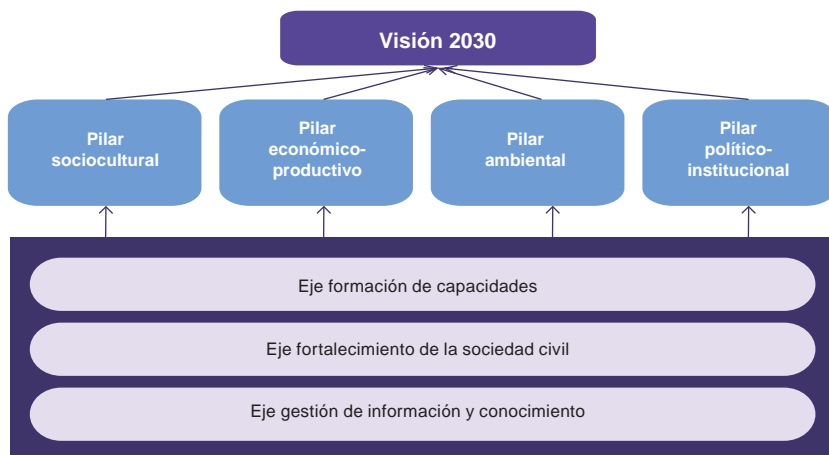 Visión 2030
Pilar
sociocultural
Pilar
económico-
productivo
Pilar
ambiental
Pilar
político-
institucional
Eje formación de capacidades
Eje fortalecimiento de la sociedad civil
Eje gestión de información y conocimiento